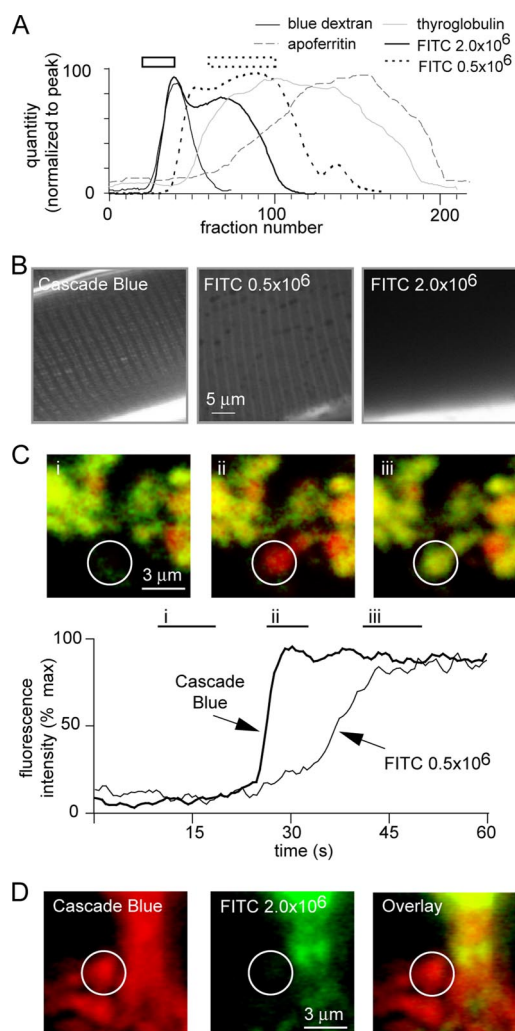 A
blue dextran
thyroglobulin
apoferritin
FITC 2.0x10⁶
FITC 0.5x10⁶
quantitiy
(normalized to peak)
100
0
0
100
200
fraction number
B
Cascade Blue
FITC 0.5x10⁶
FITC 2.0x10⁶
5 μm
C
i
ii
iii
3 μm
i
ii
iii
fluorescence
intensity (% max)
100
50
0
Cascade
Blue
FITC 0.5x10⁶
15
30
45
60
time (s)
D
Cascade Blue
FITC 2.0x10⁶
Overlay
3 μm